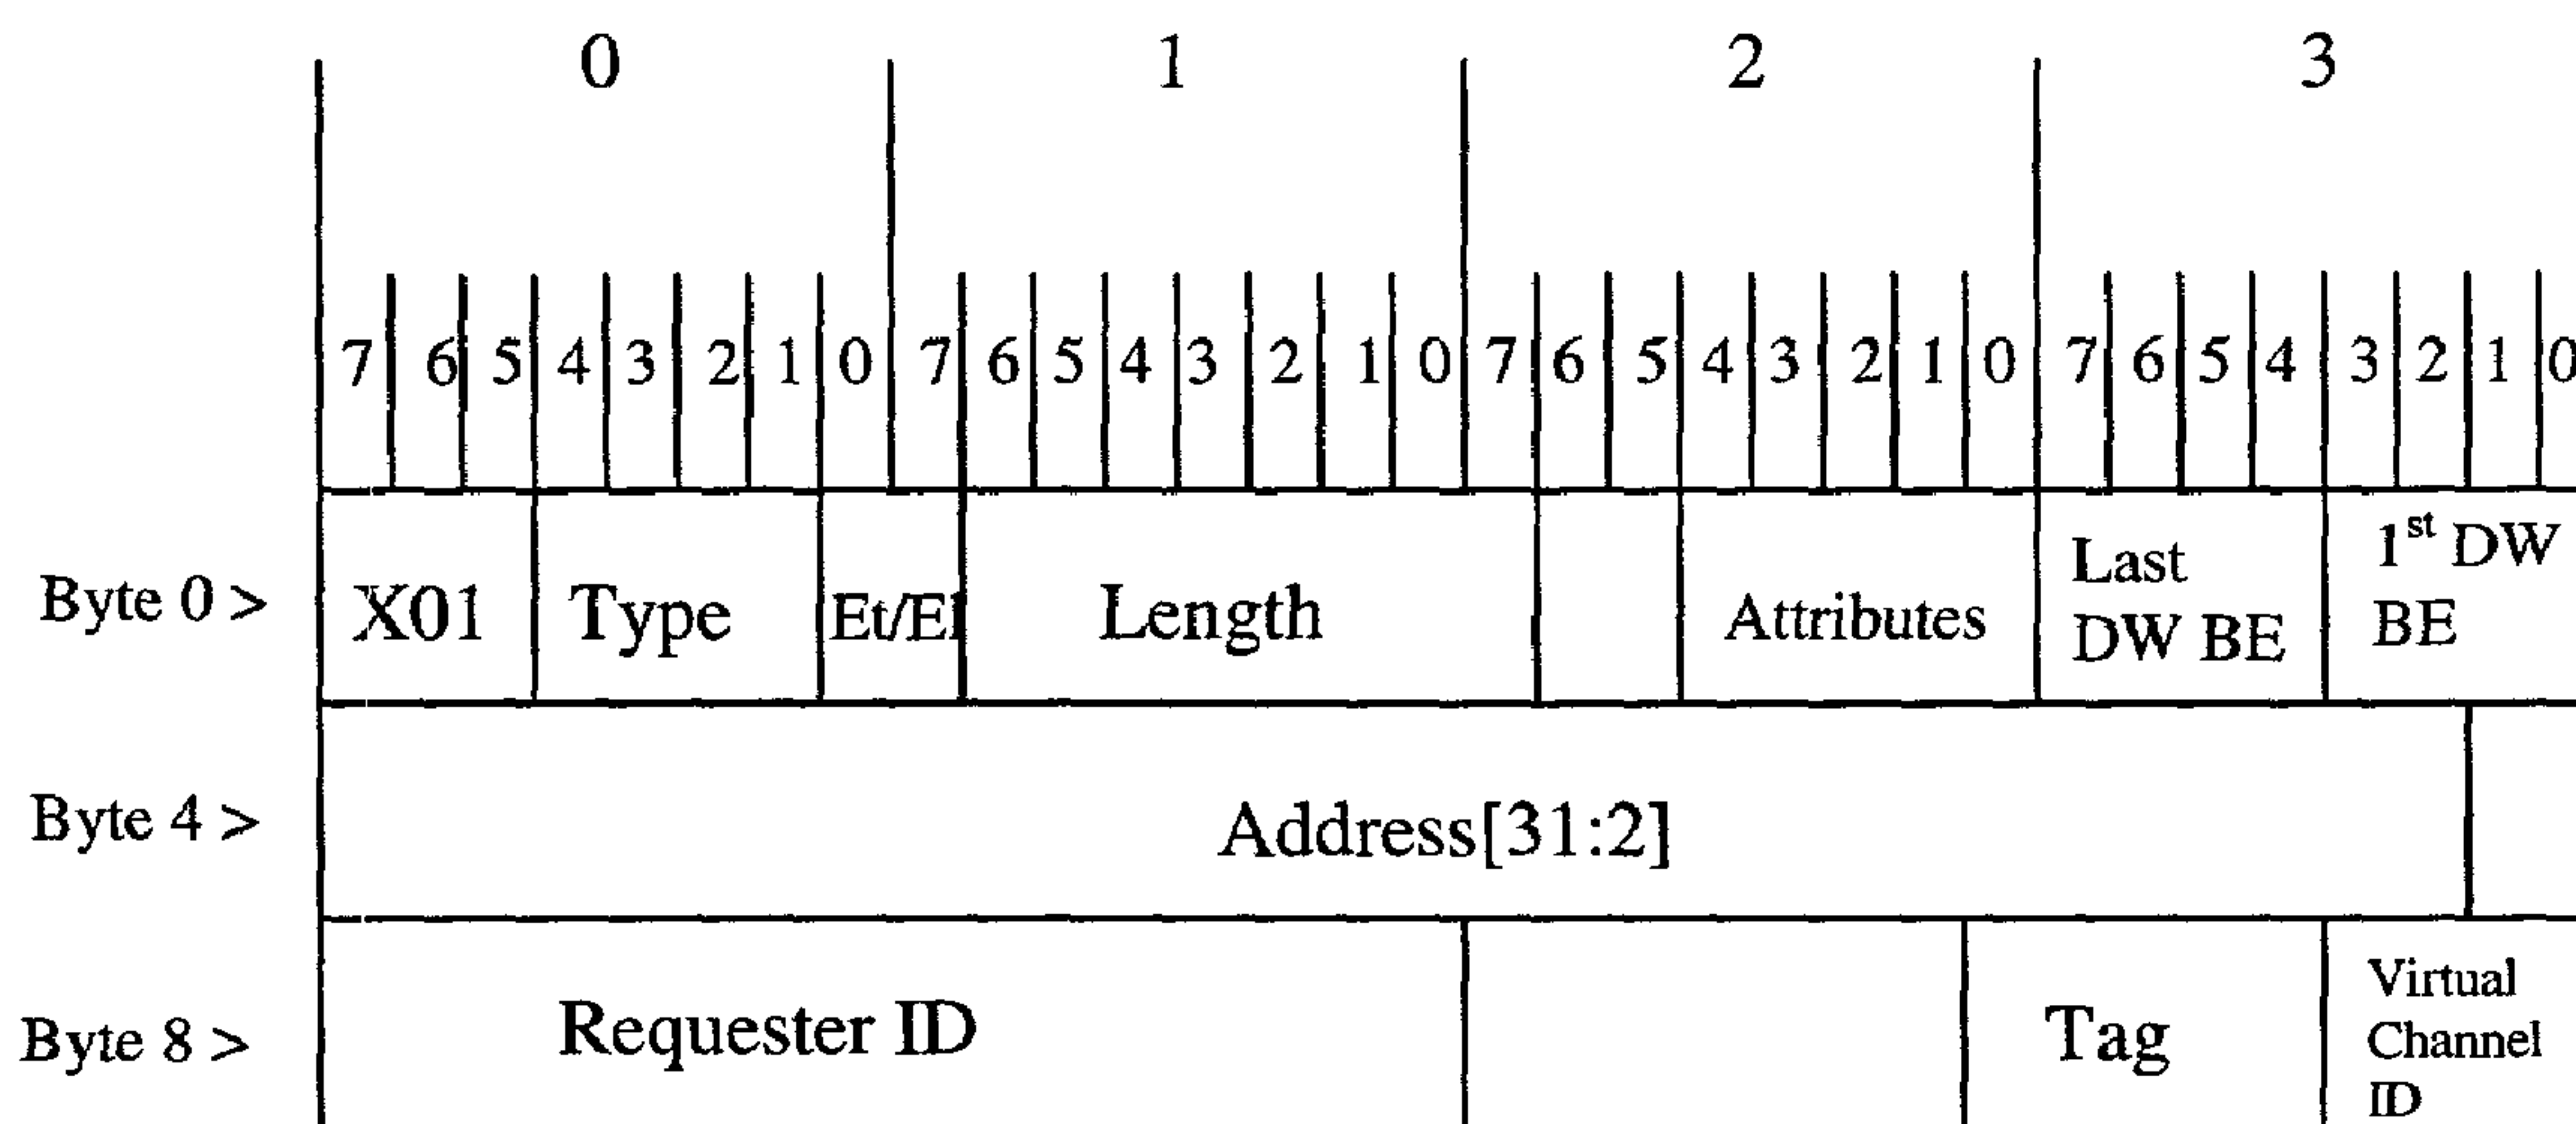 0 1 2 3
7 6 5 4 3 2 1 0 7 6 5 4 3 2 1 0 7 6 5 4 3 2 1 0 7 6 5 4 3 2 1 0
Byte 0 > X01 Type Et/El Length Attributes Last DW BE 1st DW BE
Byte 4 > Address[31:2]
Byte 8 > Requester ID Tag Virtual Channel ID